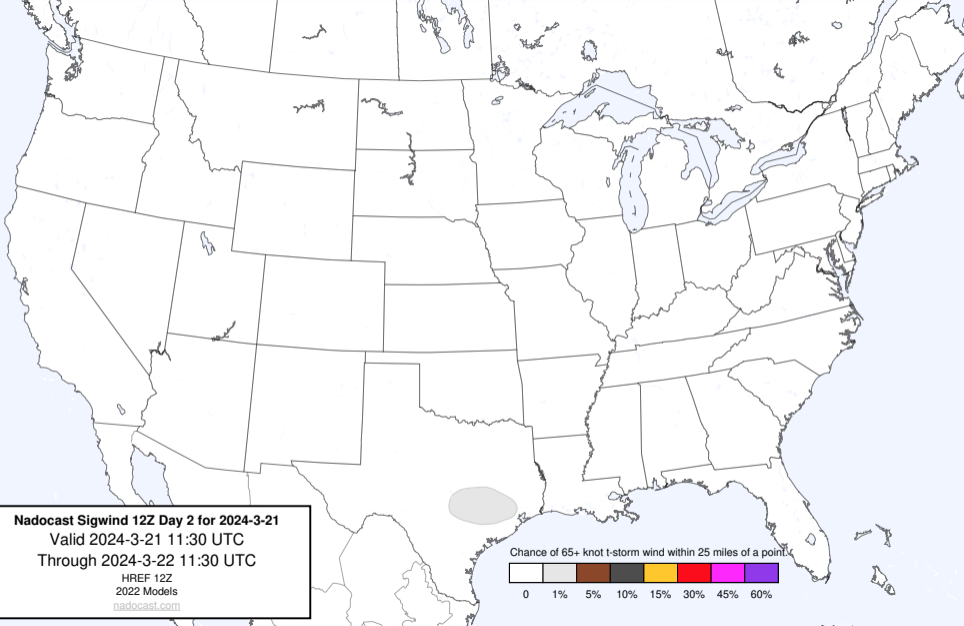 Nadocast Sigwind 12Z Day 2 for 2024-3-21
Valid 2024-3-21 11:30 UTC
Through 2024-3-22 11:30 UTC
HREF 12Z
2022 Models
nadocast.com
Chance of 65+ knot t-storm wind within 25 miles of a point.
0 1% 5% 10% 15% 30% 45% 60%